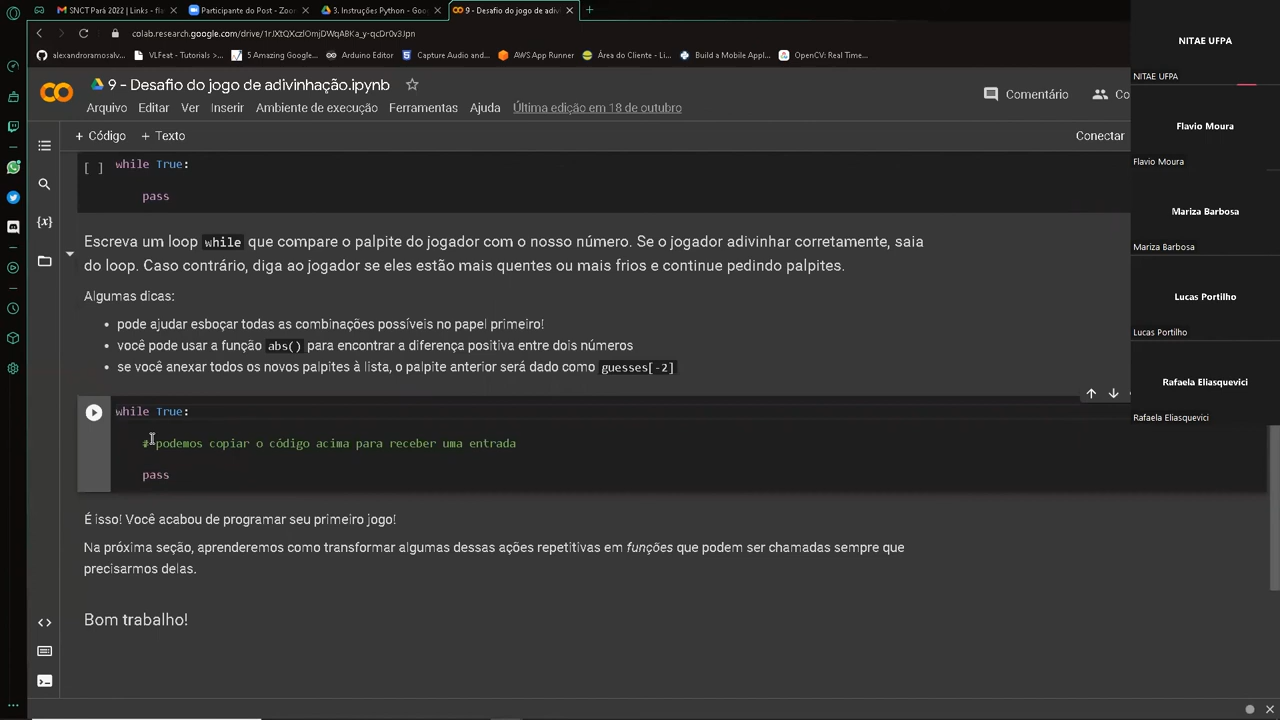 SNCT Pará 2022 | Links - f
Participante do Post - Zoo
3. Instruções Python - Goo
9 - Desafio do jogo de adivi
colab.research.google.com/drive/
alexandroramosalv
VLFeat - Tutorials >
5 Amazing Google
Arduino Editor
Capture Audio and
AWS App Runner
Área do Cliente - Li
Build a Mobile Appl
OpenCV: Real Time
9 - Desafio do jogo de adivinhação.ipynb
Comentário
Co
Arquivo Editar Ver Inserir Ambiente de execução Ferramentas Ajuda Última edição em 18 de outubro
+ Código + Texto
Conectar
[ ] while True:
pass
Escreva um loop while que compare o palpite do jogador com o nosso número. Se o jogador adivinhar corretamente, saia
do loop. Caso contrário, diga ao jogador se eles estão mais quentes ou mais frios e continue pedindo palpites.
Algumas dicas:
• pode ajudar esboçar todas as combinações possíveis no papel primeiro!
• você pode usar a função abs() para encontrar a diferença positiva entre dois números
• se você anexar todos os novos palpites à lista, o palpite anterior será dado como guesses[-2]
while True:
# podemos copiar o código acima para receber uma entrada
pass
É isso! Você acabou de programar seu primeiro jogo!
Na próxima seção, aprenderemos como transformar algumas dessas ações repetitivas em funções que podem ser chamadas sempre que
precisarmos delas.
Bom trabalho!
NITAE UFPA
NITAE UFPA
Flavio Moura
Flavio Moura
Mariza Barbosa
Mariza Barbosa
Lucas Portilho
Lucas Portilho
Rafaela Eliasquevici
Rafaela Eliasquevici